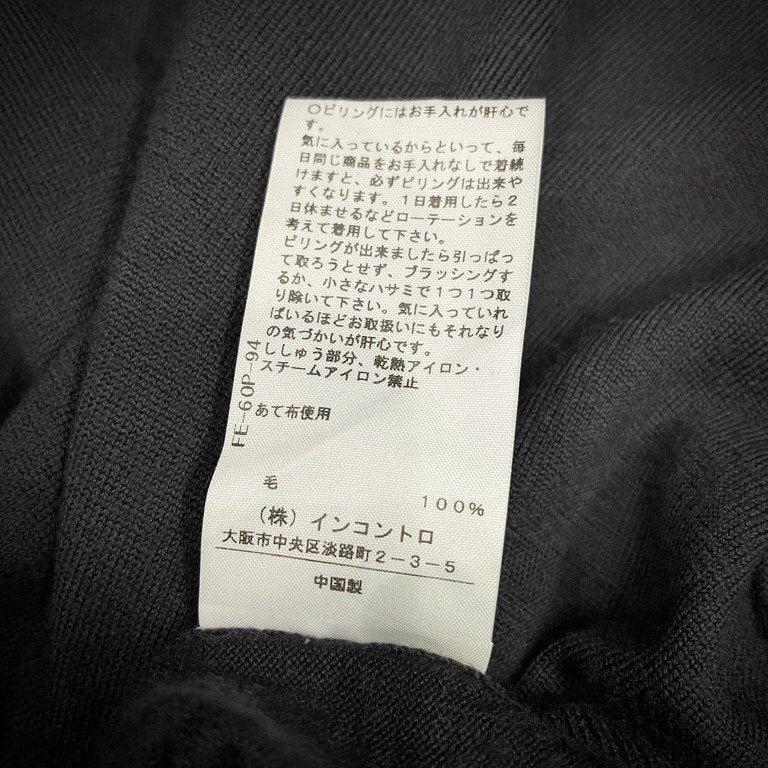 ○ピリングにはお手入れが肝心で
す。
気に入っているからといって、毎
日同じ商品をお手入れなしで着続
けますと、必ずピリングは出来や
すくなります。1日着用したら2
日休ませるなどローテーションを
考えて着用して下さい。
ピリングが出来ましたら引っぱっ
て取ろうとせず、ブラッシングす
るか、小さなハサミで1つ1つ取
り除いて下さい。気に入っていれ
ばいるほどお取扱いにもそれなり
の気づかいが肝心です。
ししゅう部分、乾熱アイロン・
スチームアイロン禁止
あて布使用
FE-60P-94
毛
100%
(株)インコントロ
大阪市中央区淡路町2-3-5
中国製